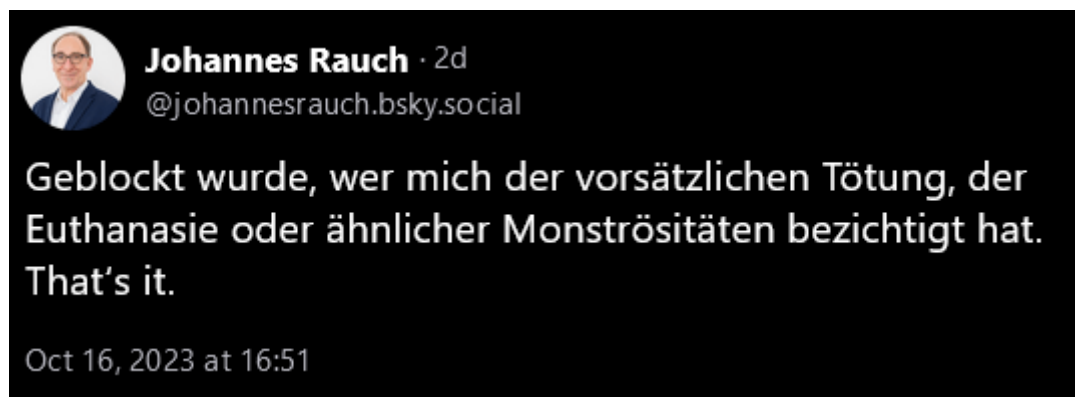 Johannes Rauch · 2d
@johannesrauch.bsky.social
Geblockt wurde, wer mich der vorsätzlichen Tötung, der
Euthanasie oder ähnlicher Monströsitäten bezichtigt hat.
That‘s it.
Oct 16, 2023 at 16:51